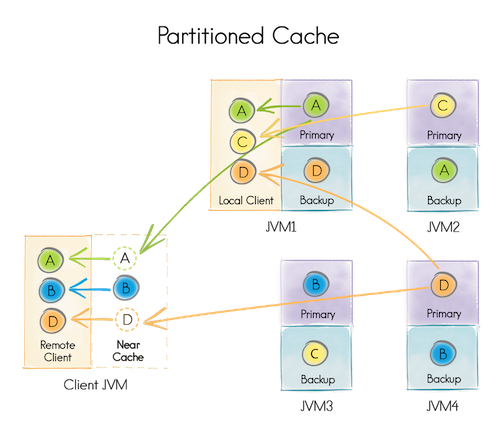 Partitioned Cache
A
A
C
C
Primary
Primary
D
D
A
Local Client
Backup
Backup
JVM1
JVM2
A
A
B
B
B
D
D
D
Primary
Primary
Remote
Client
Near
Cache
C
B
Client JVM
Backup
Backup
JVM3
JVM4